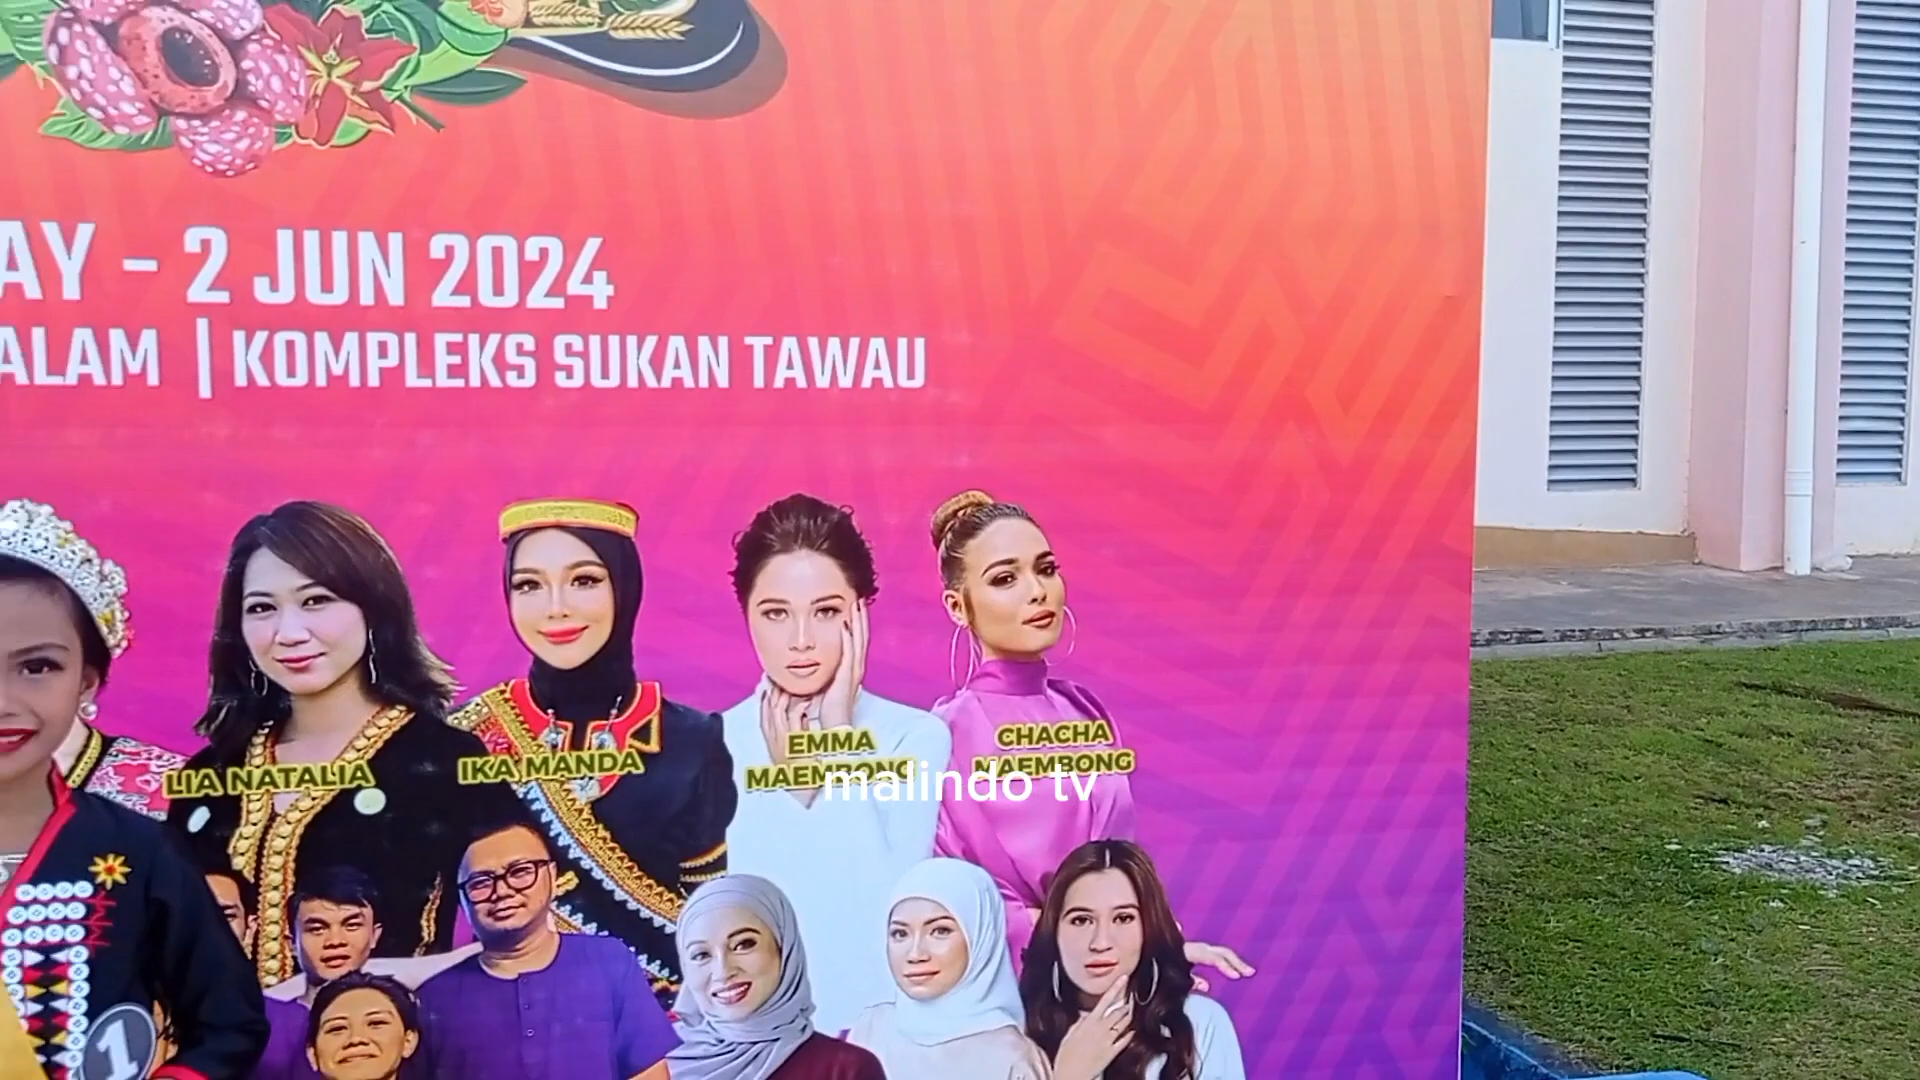 AY - 2 JUN 2024
ALAM | KOMPLEKS SUKAN TAWAU
LIA NATALIA
IKA MANDA
EMMA
MAEMBONG
CHACHA
MAEMBONG
malindo tv
1